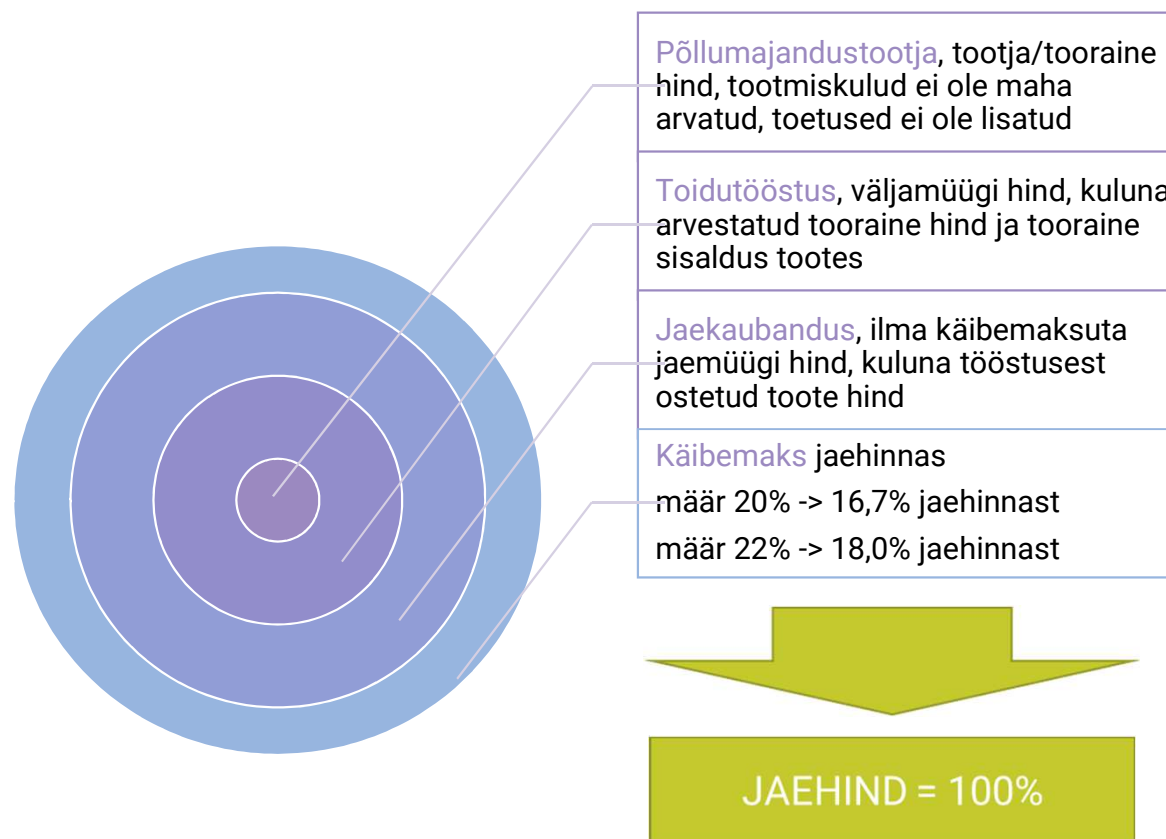 Põllumajandustootja, tootja/tooraine
hind, tootmiskulud ei ole maha
arvatud, toetused ei ole lisatud
Toidutööstus, väljamüügi hind, kuluna
arvestatud tooraine hind ja tooraine
sisaldus tootes
Jaekaubandus, ilma käibemaksuta
jaemüügi hind, kuluna tööstusest
ostetud toote hind
Käibemaks jaehinnas
määr 20% -> 16,7% jaehinnast
määr 22% -> 18,0% jaehinnast
JAEHIND = 100%